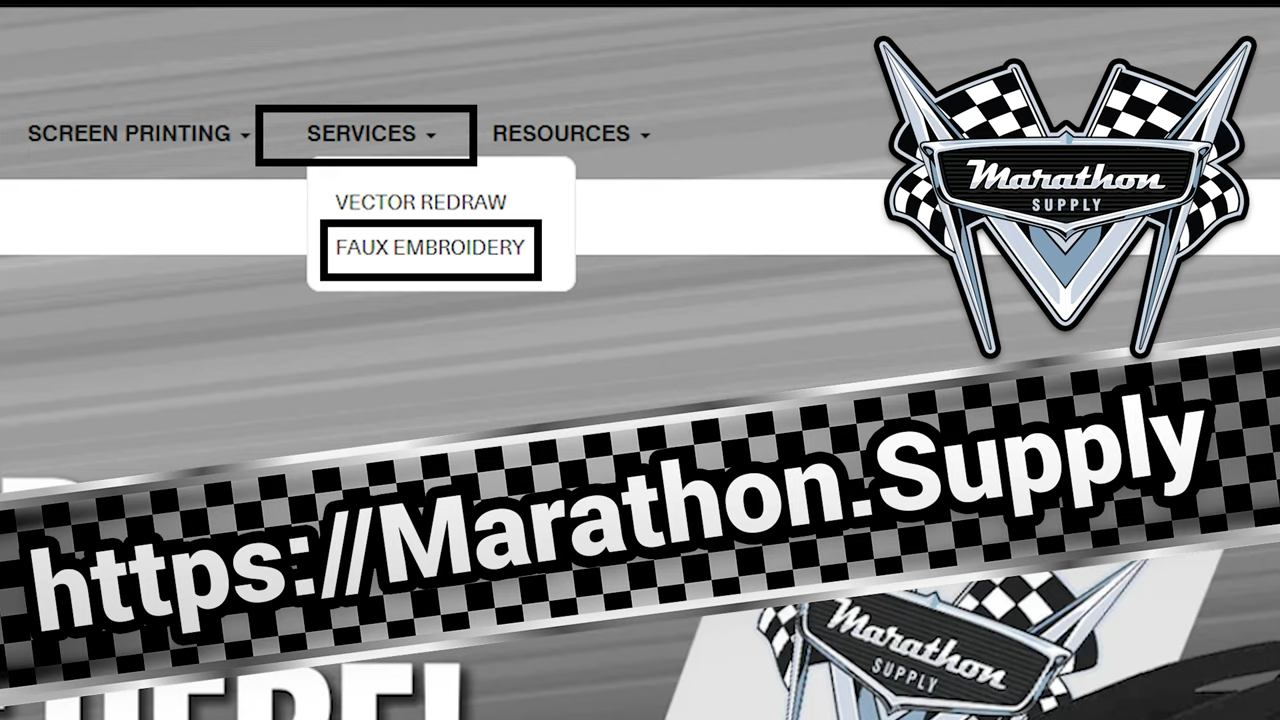 SCREEN PRINTING
SERVICES
RESOURCES
VECTOR REDRAW
FAUX EMBROIDERY
Marathon
SUPPLY
https://Marathon.Supply
Marathon
SUPPLY